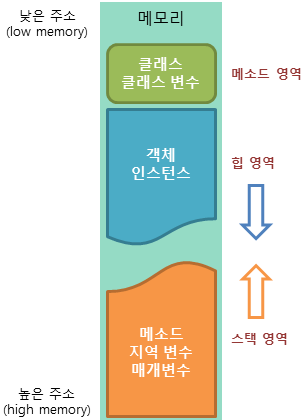 낮은 주소
(low memory)
메모리
클래스
클래스 변수
메소드 영역
객체
인스턴스
힙 영역
스택 영역
메소드
지역 변수
매개변수
높은 주소
(high memory)